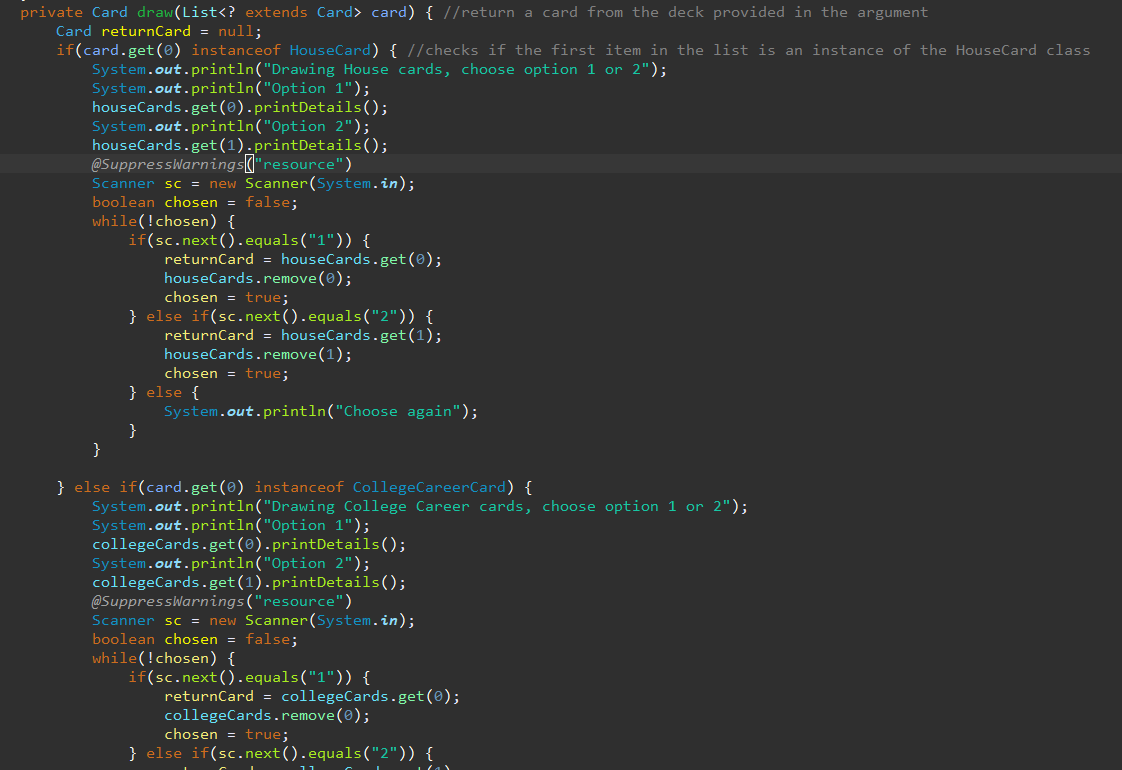 private Card draw(List<? extends Card> card) { //return a card from the deck provided in the argument
Card returnCard = null;
if(card.get(0) instanceof HouseCard) { //checks if the first item in the list is an instance of the HouseCard class
System.out.println("Drawing House cards, choose option 1 or 2");
System.out.println("Option 1");
houseCards.get(0).printDetails();
System.out.println("Option 2");
houseCards.get(1).printDetails();
@SuppressWarnings("resource")
Scanner sc = new Scanner(System.in);
boolean chosen = false;
while(!chosen) {
if(sc.next().equals("1")) {
returnCard = houseCards.get(0);
houseCards.remove(0);
chosen = true;
} else if(sc.next().equals("2")) {
returnCard = houseCards.get(1);
houseCards.remove(1);
chosen = true;
} else {
System.out.println("Choose again");
}
}
} else if(card.get(0) instanceof CollegeCareerCard) {
System.out.println("Drawing College Career cards, choose option 1 or 2");
System.out.println("Option 1");
collegeCards.get(0).printDetails();
System.out.println("Option 2");
collegeCards.get(1).printDetails();
@SuppressWarnings("resource")
Scanner sc = new Scanner(System.in);
boolean chosen = false;
while(!chosen) {
if(sc.next().equals("1")) {
returnCard = collegeCards.get(0);
collegeCards.remove(0);
chosen = true;
} else if(sc.next().equals("2")) {